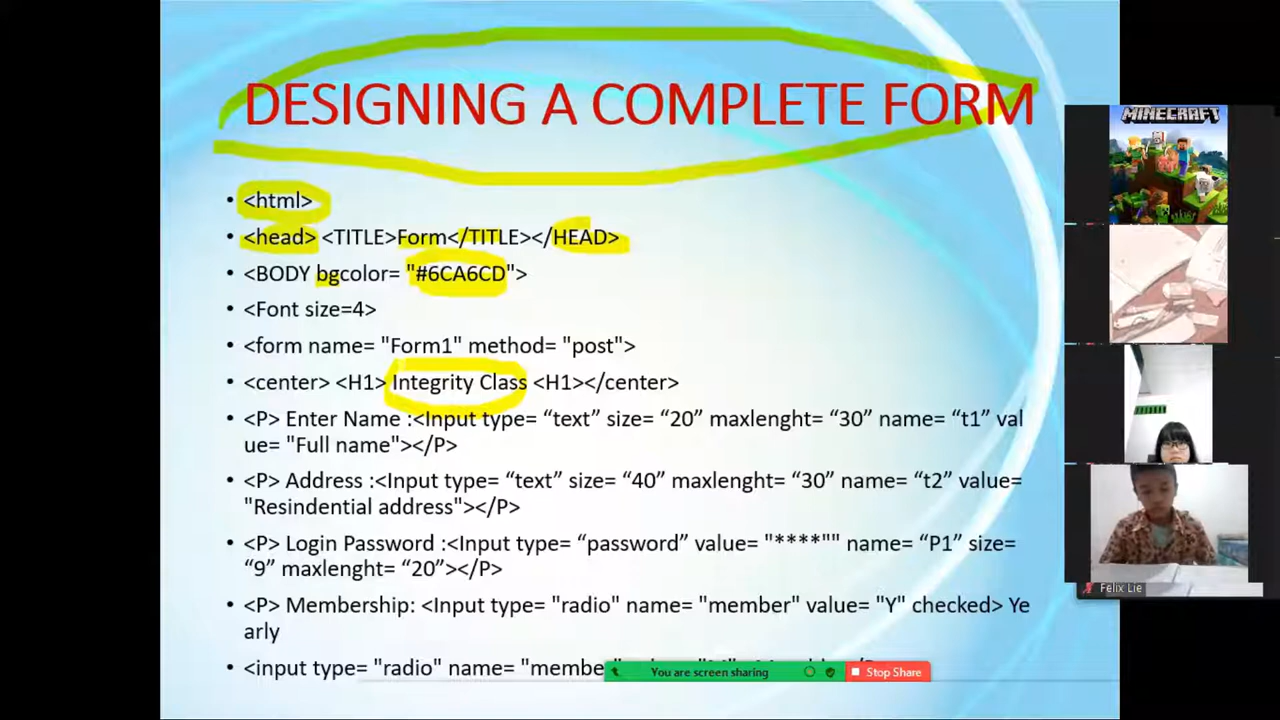 DESIGNING A COMPLETE FORM
• <html>
• <head> <TITLE>Form</TITLE></HEAD>
• <BODY bgcolor= "#6CA6CD">
• <Font size=4>
• <form name= "Form1" method= "post">
• <center> <H1> Integrity Class <H1></center>
• <P> Enter Name :<Input type= “text” size= “20” maxlenght= “30” name= “t1” val
ue= "Full name"></P>
• <P> Address :<Input type= “text” size= “40” maxlenght= “30” name= “t2” value=
"Resindential address"></P>
• <P> Login Password :<Input type= “password” value= "****"" name= “P1” size=
“9” maxlenght= “20”></P>
• <P> Membership: <Input type= "radio" name= "member" value= "Y" checked> Ye
arly
• <input type= "radio" name= "membe
You are screen sharing
Stop Share
MINECRAFT
Felix Lie